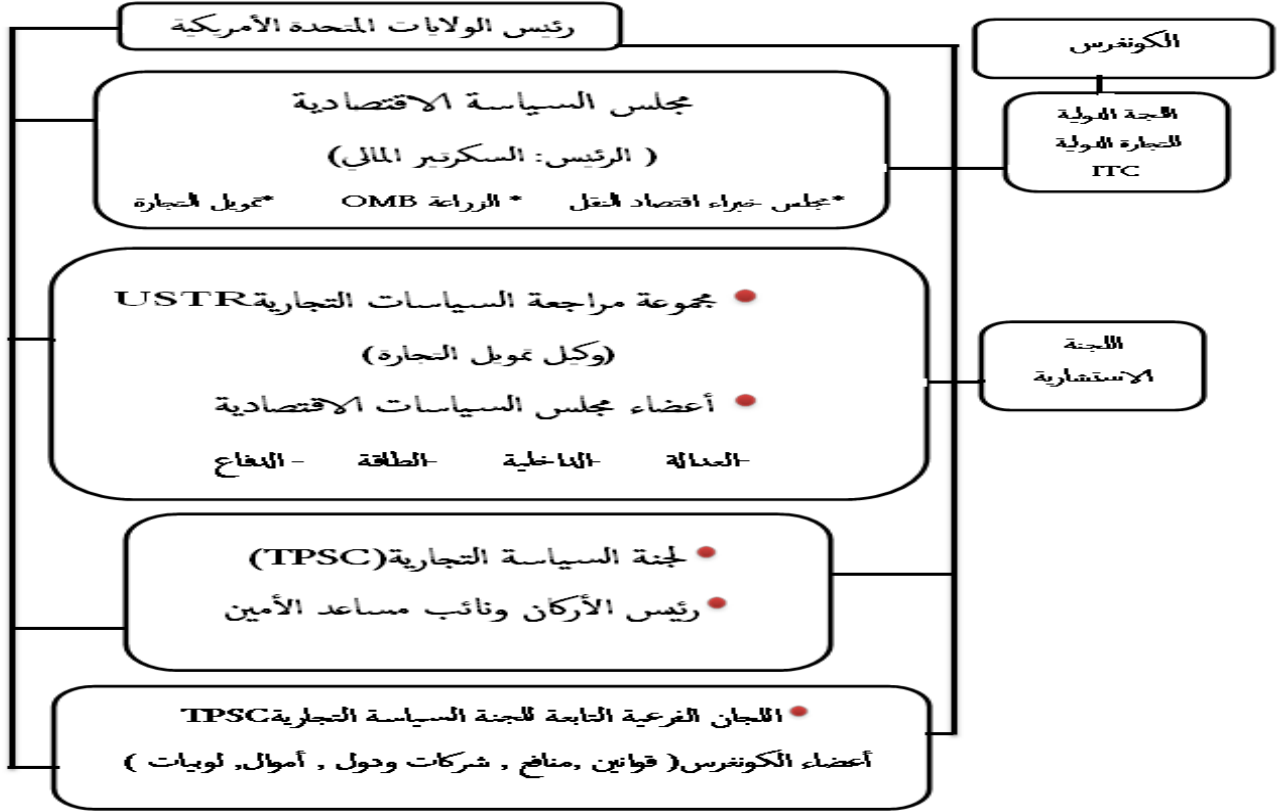 رئيس الولايات المتحدة الأمريكية
الكونغرس
اللجنة الدولية
للتجارة الدولية
ITC
مجلس السياسة الاقتصادية
( الرئيس: السكرتير المالي)
*مجلس خبراء اقتصاد النقل * الزراعة OMB *تمويل التجارة
مجموعة مراجعة السياسات التجاريةUSTR
(وكيل تمويل التجارة)
أعضاء مجلس السياسات الاقتصادية
-العدالة -الداخلية -الطاقة - الدفاع
اللجنة
الاستشارية
لجنة السياسة التجارية(TPSC)
رئيس الأركان ونائب مساعد الأمين
اللجان الفرعية التابعة للجنة السياسة التجاريةTPSC
أعضاء الكونغرس( قوانين ,منافع , شركات ودول , أموال, لوبيات )